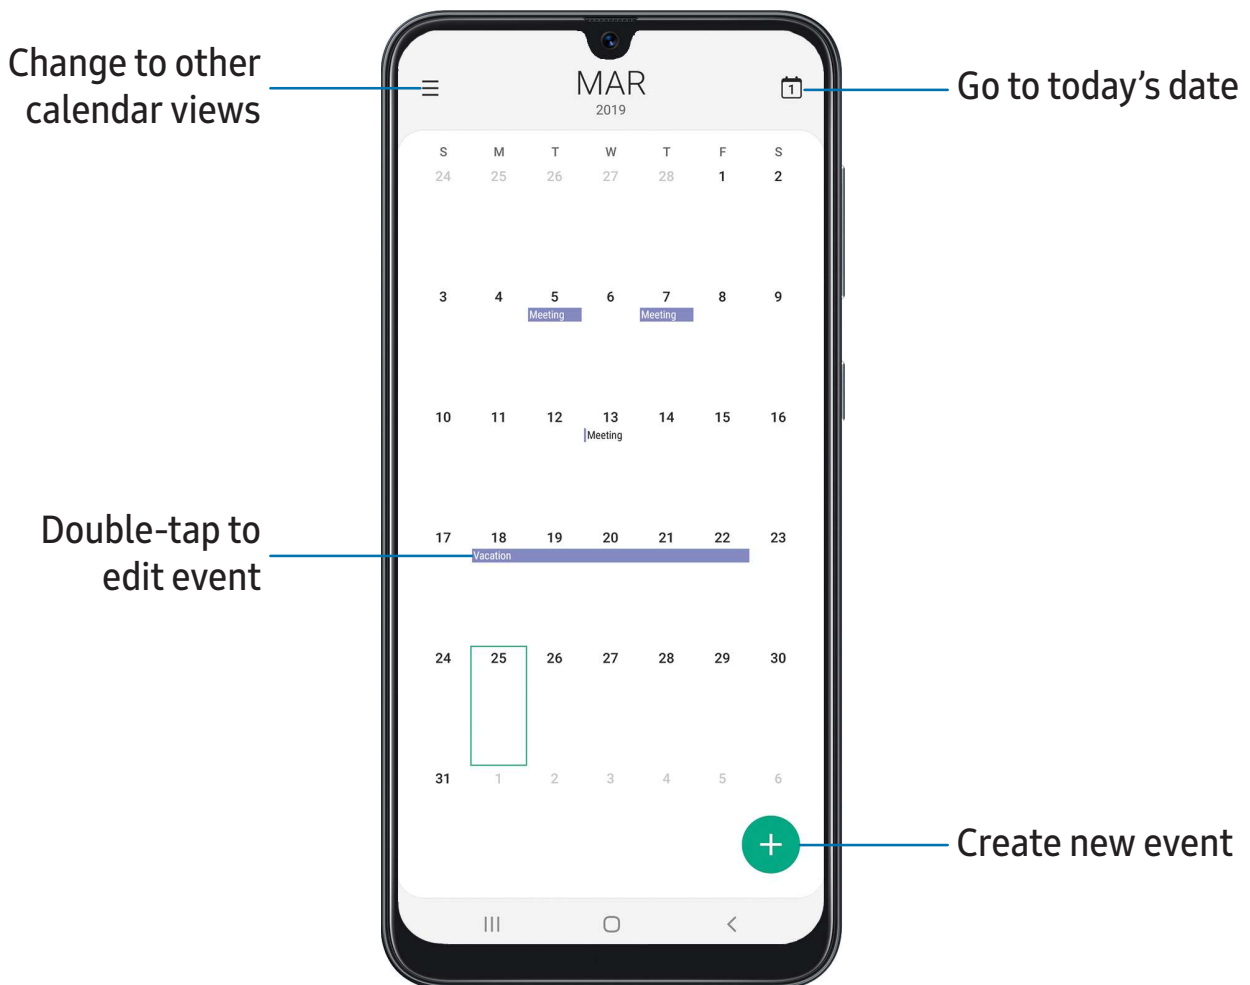 Change to other
calendar views
MAR
2019
1
Go to today's date
S M T W T F S
24 25 26 27 28 1 2
3 4 5 6 7 8 9
Meeting Meeting
10 11 12 13 14 15 16
Meeting
Double-tap to
edit event
17 18 19 20 21 22 23
Vacation
24 25 26 27 28 29 30
31 1 2 3 4 5 6
+
Create new event